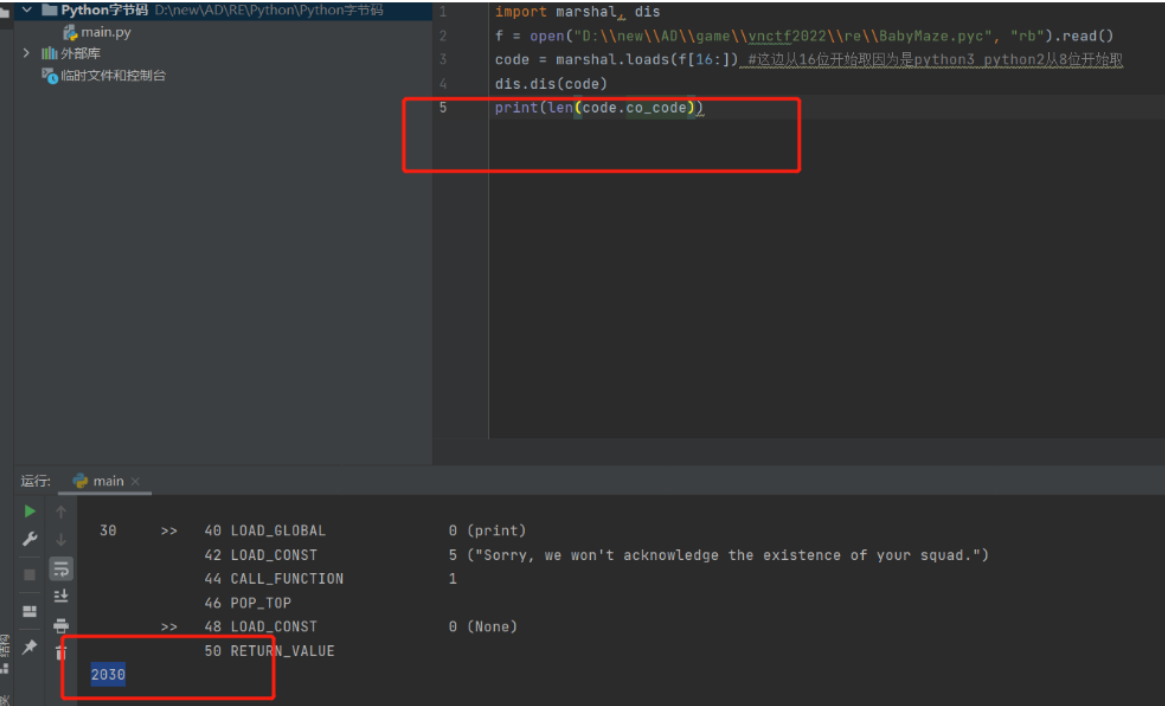 Python字节码 D:\new\AD\RE\Python\Python字节码
main.py
外部库
临时文件和控制台
1 import marshal, dis
2 f = open("D:\\new\\AD\\game\\vnctf2022\\re\\BabyMaze.pyc", "rb").read()
3 code = marshal.loads(f[16:]) #这边从16位开始取因为是python3 python2从8位开始取
4 dis.dis(code)
5 print(len(code.co_code))
运行: main ×
30 >> 40 LOAD_GLOBAL 0 (print)
42 LOAD_CONST 5 ("Sorry, we won't acknowledge the existence of your squad.")
44 CALL_FUNCTION 1
46 POP_TOP
>> 48 LOAD_CONST 0 (None)
50 RETURN_VALUE
2030